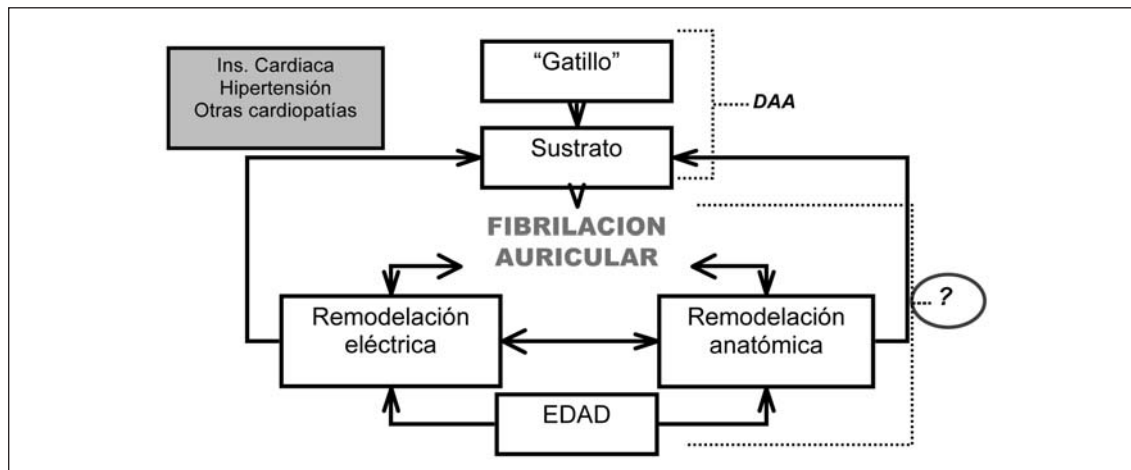 Ins. Cardiaca
Hipertensión
Otras cardiopatías
“Gatillo”
DAA
Sustrato
FIBRILACION
AURICULAR
?
Remodelación
eléctrica
Remodelación
anatómica
EDAD